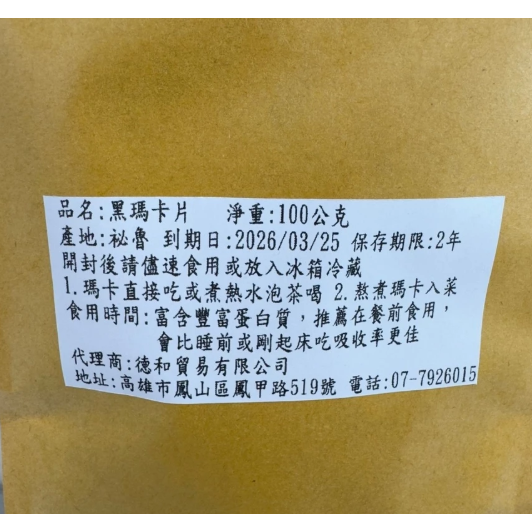 品名:黑瑪卡片 淨重:100公克
產地:祕魯 到期日:2026/03/25 保存期限:2年
開封後請儘速食用或放入冰箱冷藏
1.瑪卡直接吃或煮熱水泡茶喝 2.熬煮瑪卡入菜
食用時間:富含豐富蛋白質，推薦在餐前食用，
會比睡前或剛起床吃吸收率更佳
代理商:德和貿易有限公司
地址:高雄市鳳山區鳳甲路519號 電話:07-7926015